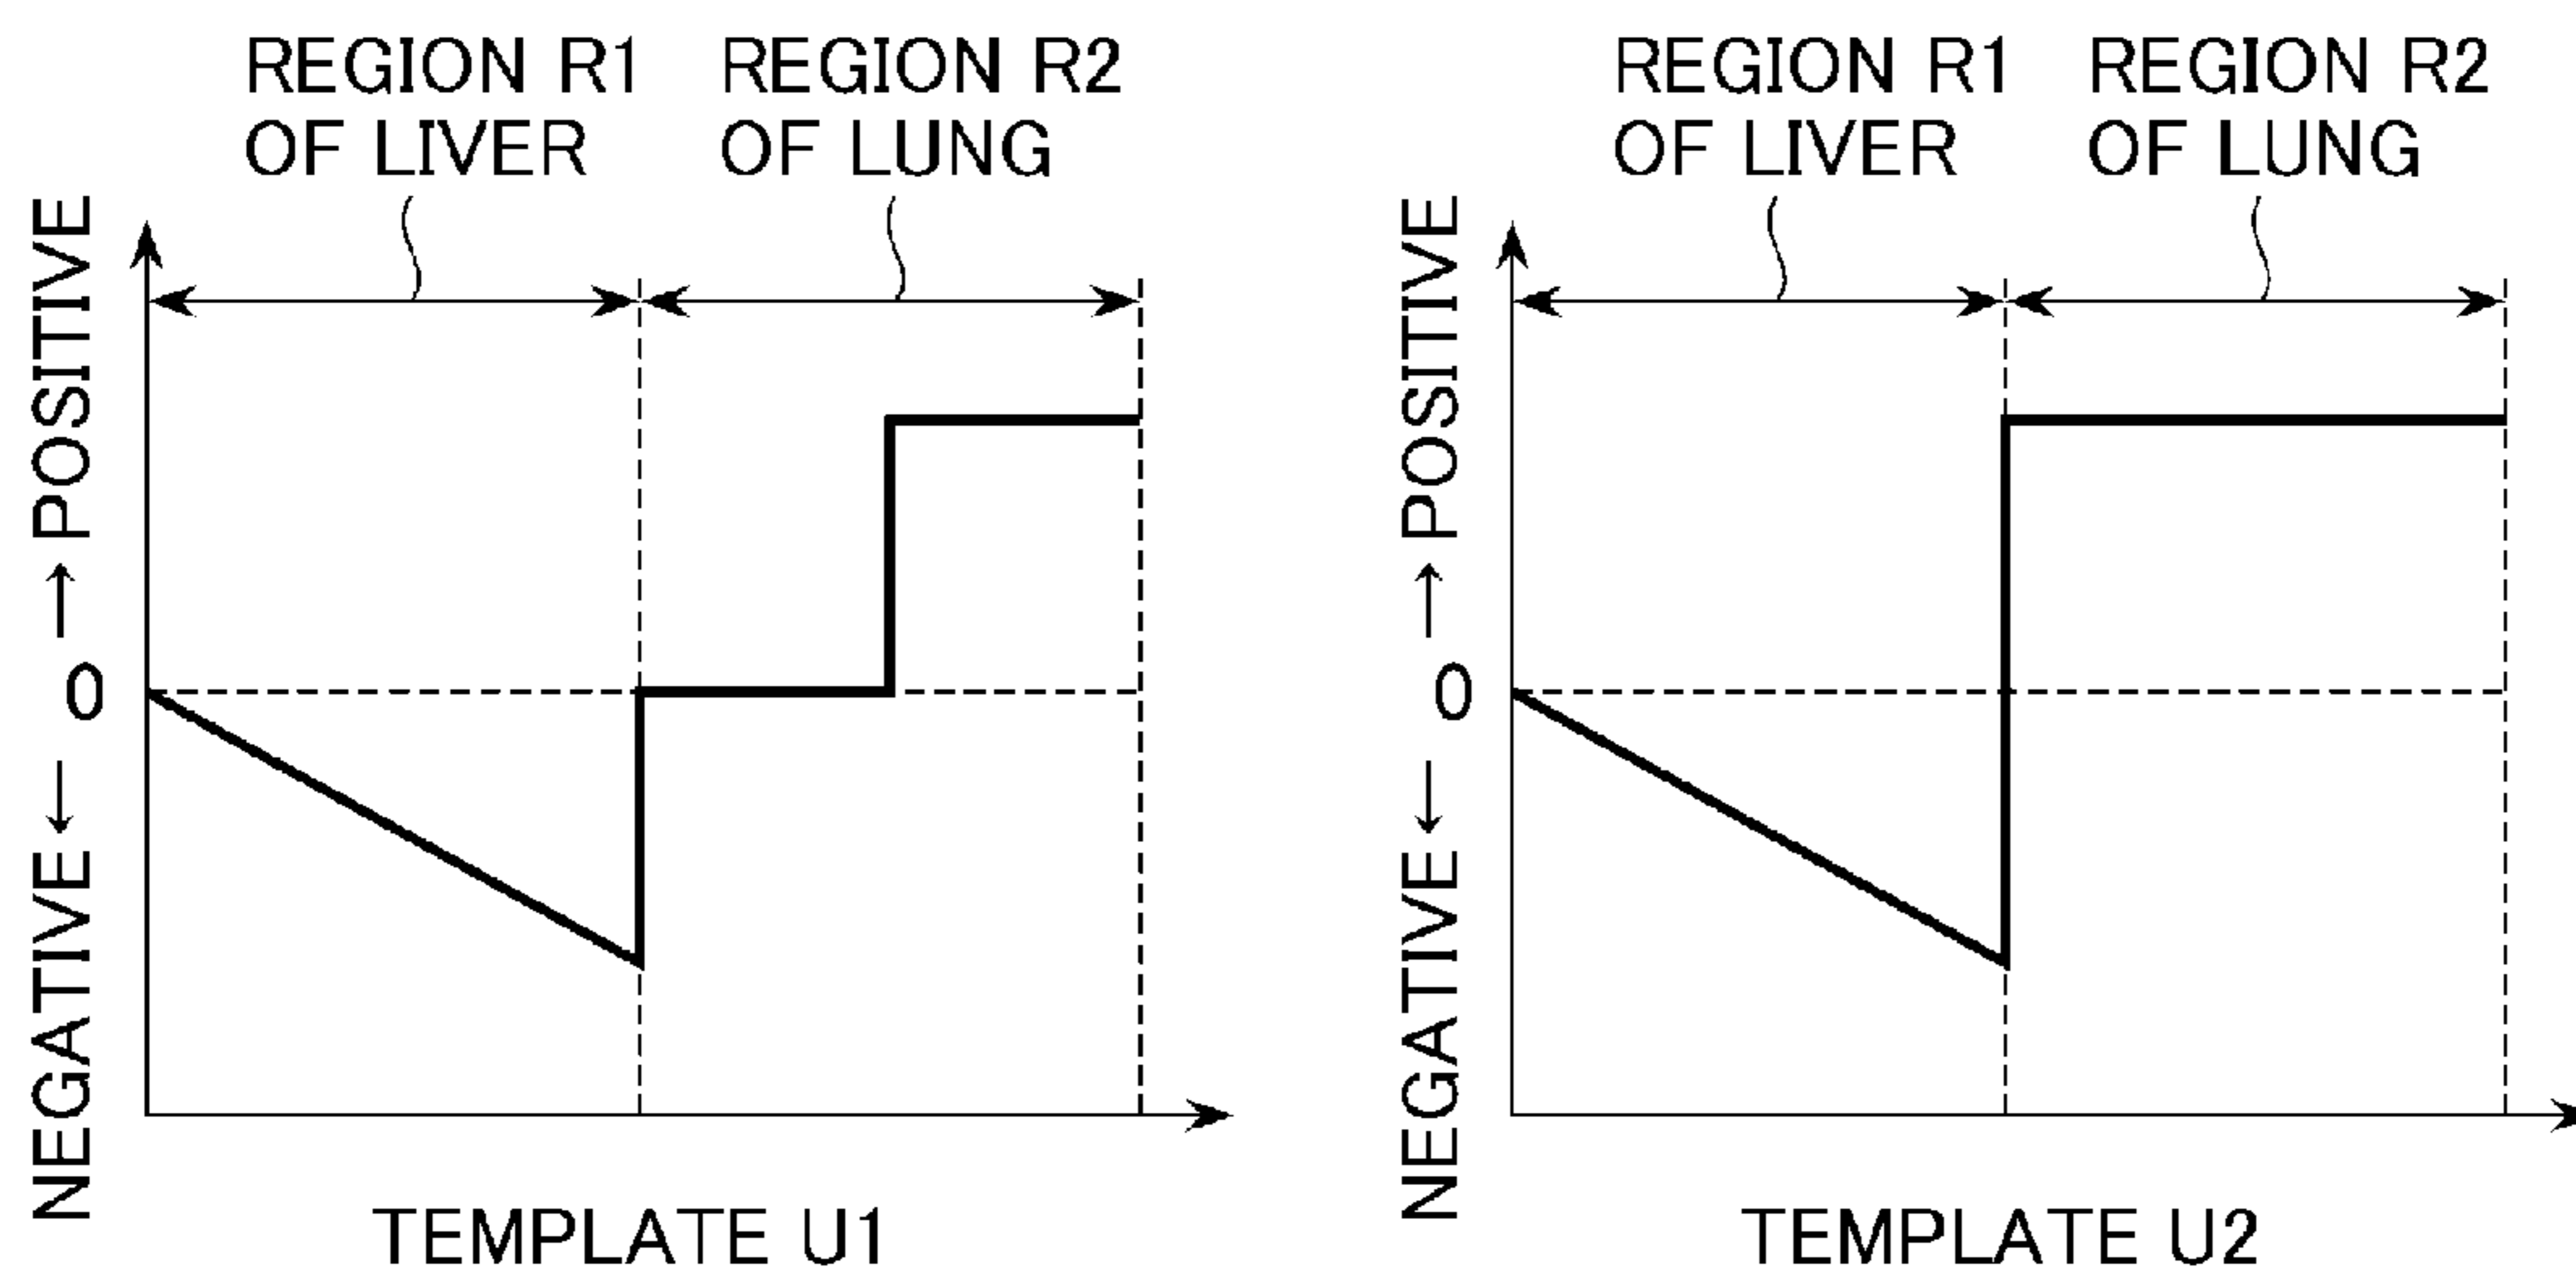 REGION R1
OF LIVER
REGION R2
OF LUNG
NEGATIVE ← 0 → POSITIVE
TEMPLATE U1
REGION R1
OF LIVER
REGION R2
OF LUNG
NEGATIVE ← 0 → POSITIVE
TEMPLATE U2